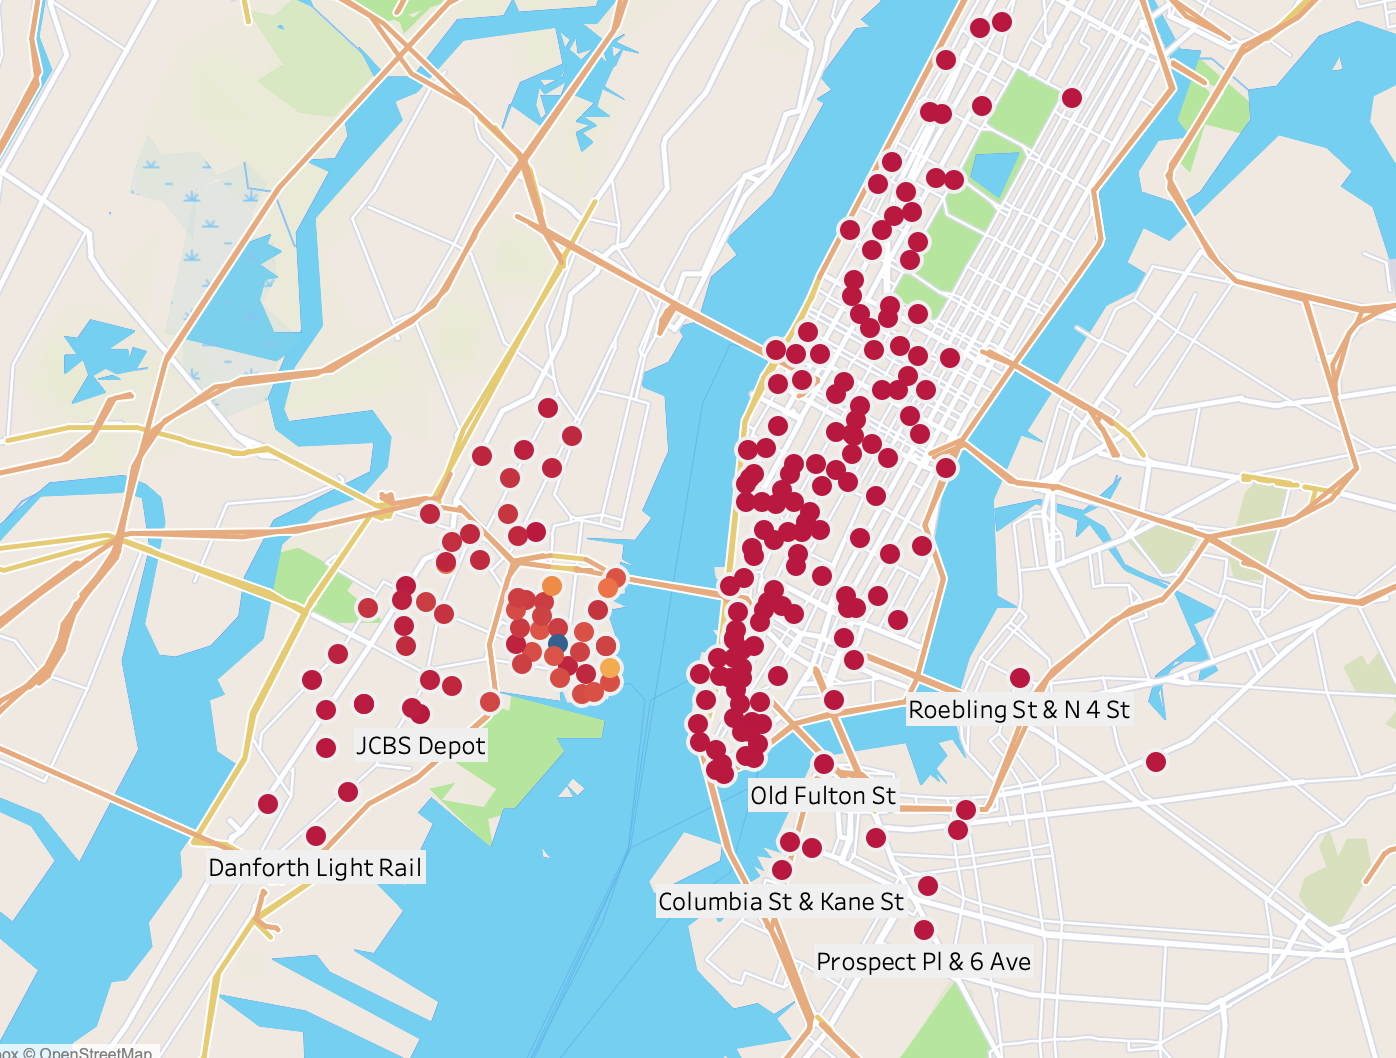 Roebling St & N 4 St
JCBS Depot
Old Fulton St
Danforth Light Rail
Columbia St & Kane St
Prospect Pl & 6 Ave
© OpenStreetMap